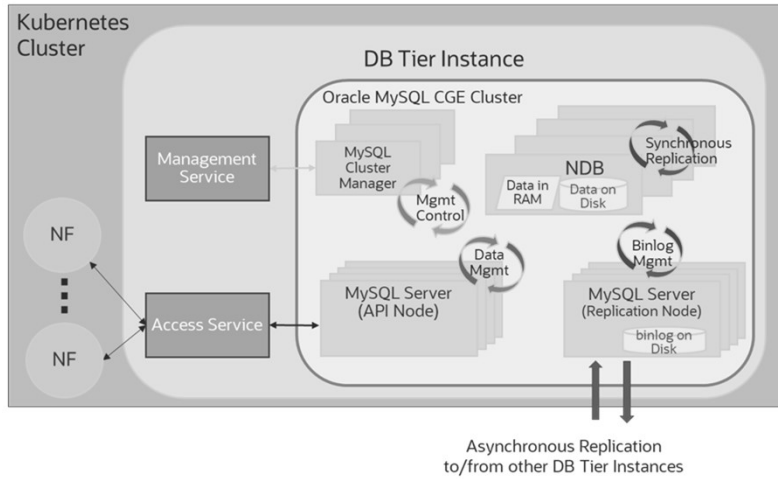 Kubernetes
Cluster
DB Tier Instance
Oracle MySQL CGE Cluster
Management
Service
MySQL
Cluster
Manager
Mgmt
Control
NDB
Data in
RAM
Data on
Disk
Synchronous
Replication
NF
NF
Access Service
Data
Mgmt
MySQL Server
(API Node)
Binlog
Mgmt
MySQL Server
(Replication Node)
binlog on
Disk
Asynchronous Replication
to/from other DB Tier Instances